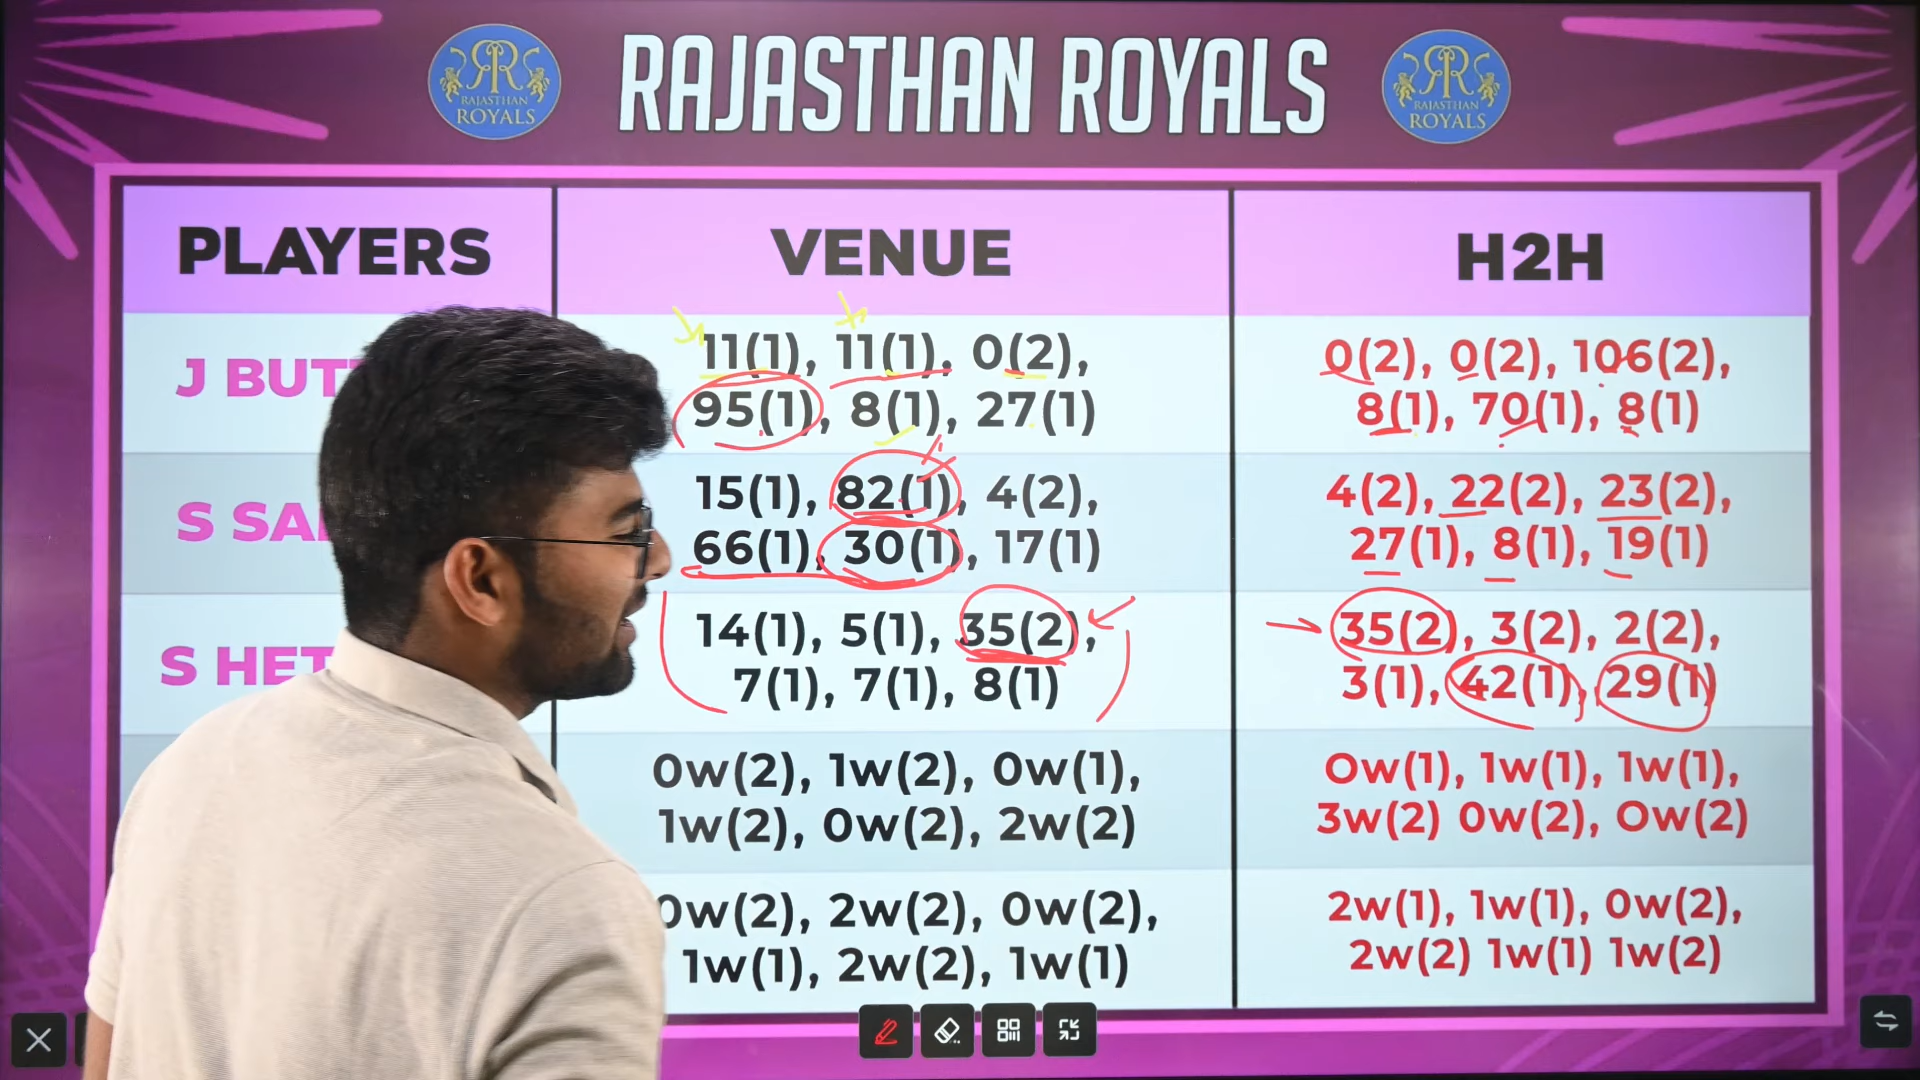 RAJASTHAN ROYALS
RAJASTHAN
ROYALS
RAJASTHAN
ROYALS
PLAYERS
VENUE
H2H
J BUT
11(1), 11(1), 0(2),
95(1), 8(1), 27(1)
0(2), 0(2), 106(2),
8(1), 70(1), 8(1)
S SA
15(1), 82(1), 4(2),
66(1), 30(1), 17(1)
4(2), 22(2), 23(2),
27(1), 8(1), 19(1)
S HET
14(1), 5(1), 35(2),
7(1), 7(1), 8(1)
35(2), 3(2), 2(2),
3(1), 42(1), 29(1)
0w(2), 1w(2), 0w(1),
1w(2), 0w(2), 2w(2)
0w(1), 1w(1), 1w(1),
3w(2) 0w(2), 0w(2)
0w(2), 2w(2), 0w(2),
1w(1), 2w(2), 1w(1)
2w(1), 1w(1), 0w(2),
2w(2) 1w(1) 1w(2)